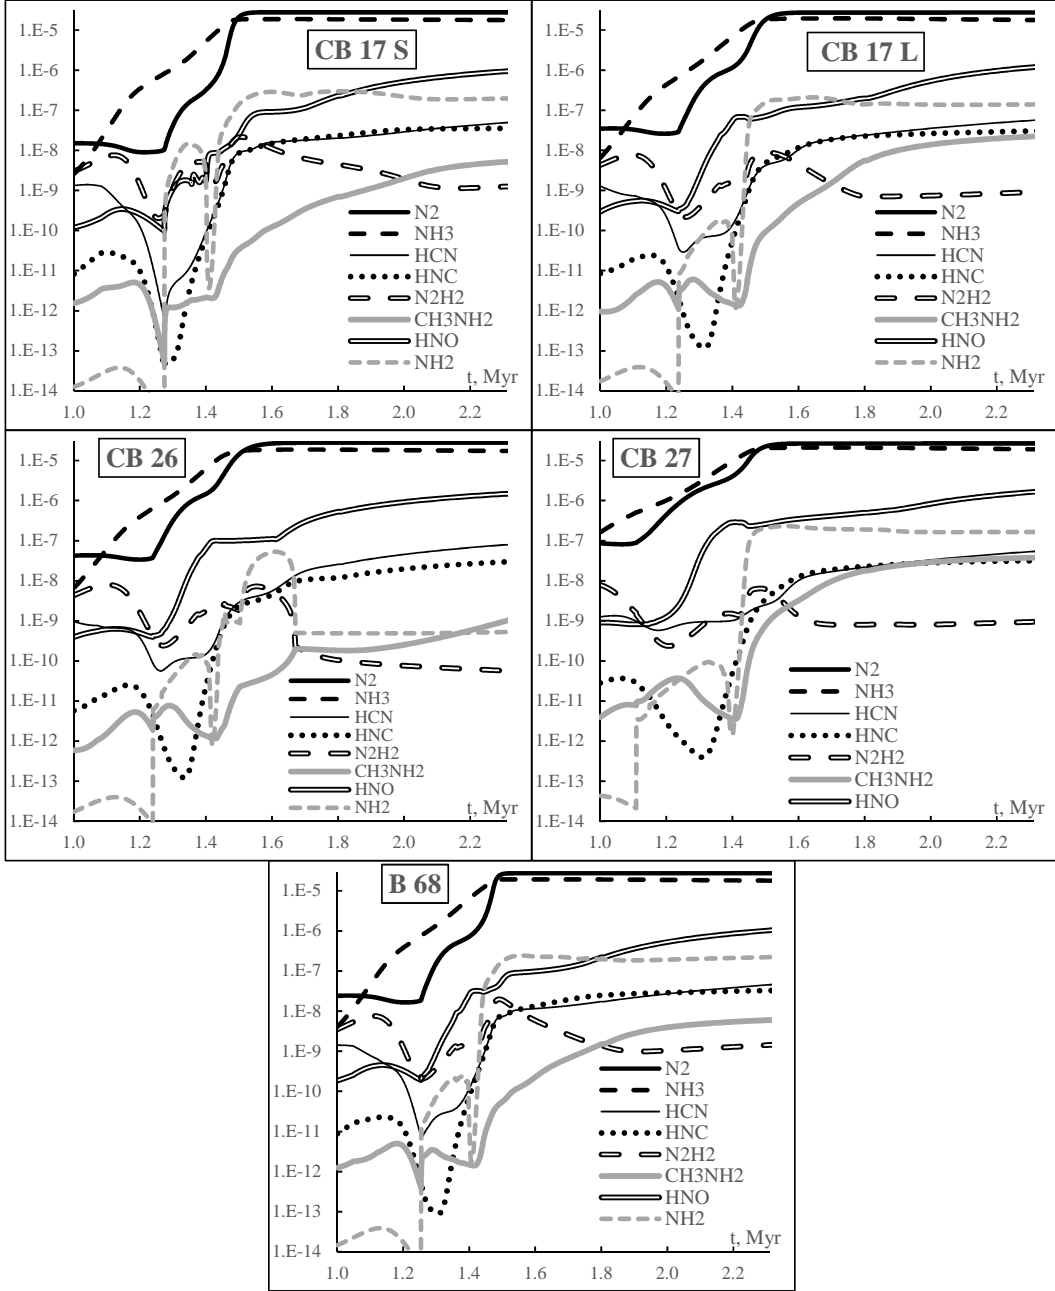 CB 17 S
1.E-5
1.E-6
1.E-7
1.E-8
1.E-9
1.E-10
1.E-11
1.E-12
1.E-13
1.E-14
N2
NH3
HCN
HNC
N2H2
CH3NH2
HNO
NH2
t, Myr
1.0 1.2 1.4 1.6 1.8 2.0 2.2
CB 17 L
1.E-5
1.E-6
1.E-7
1.E-8
1.E-9
1.E-10
1.E-11
1.E-12
1.E-13
1.E-14
N2
NH3
HCN
HNC
N2H2
CH3NH2
HNO
NH2
t, Myr
1.0 1.2 1.4 1.6 1.8 2.0 2.2
CB 26
1.E-5
1.E-6
1.E-7
1.E-8
1.E-9
1.E-10
1.E-11
1.E-12
1.E-13
1.E-14
N2
NH3
HCN
HNC
N2H2
CH3NH2
HNO
NH2
t, Myr
1.0 1.2 1.4 1.6 1.8 2.0 2.2
CB 27
1.E-5
1.E-6
1.E-7
1.E-8
1.E-9
1.E-10
1.E-11
1.E-12
1.E-13
1.E-14
N2
NH3
HCN
HNC
N2H2
CH3NH2
HNO
t, Myr
1.0 1.2 1.4 1.6 1.8 2.0 2.2
B 68
1.E-5
1.E-6
1.E-7
1.E-8
1.E-9
1.E-10
1.E-11
1.E-12
1.E-13
1.E-14
N2
NH3
HCN
HNC
N2H2
CH3NH2
HNO
NH2
t, Myr
1.0 1.2 1.4 1.6 1.8 2.0 2.2